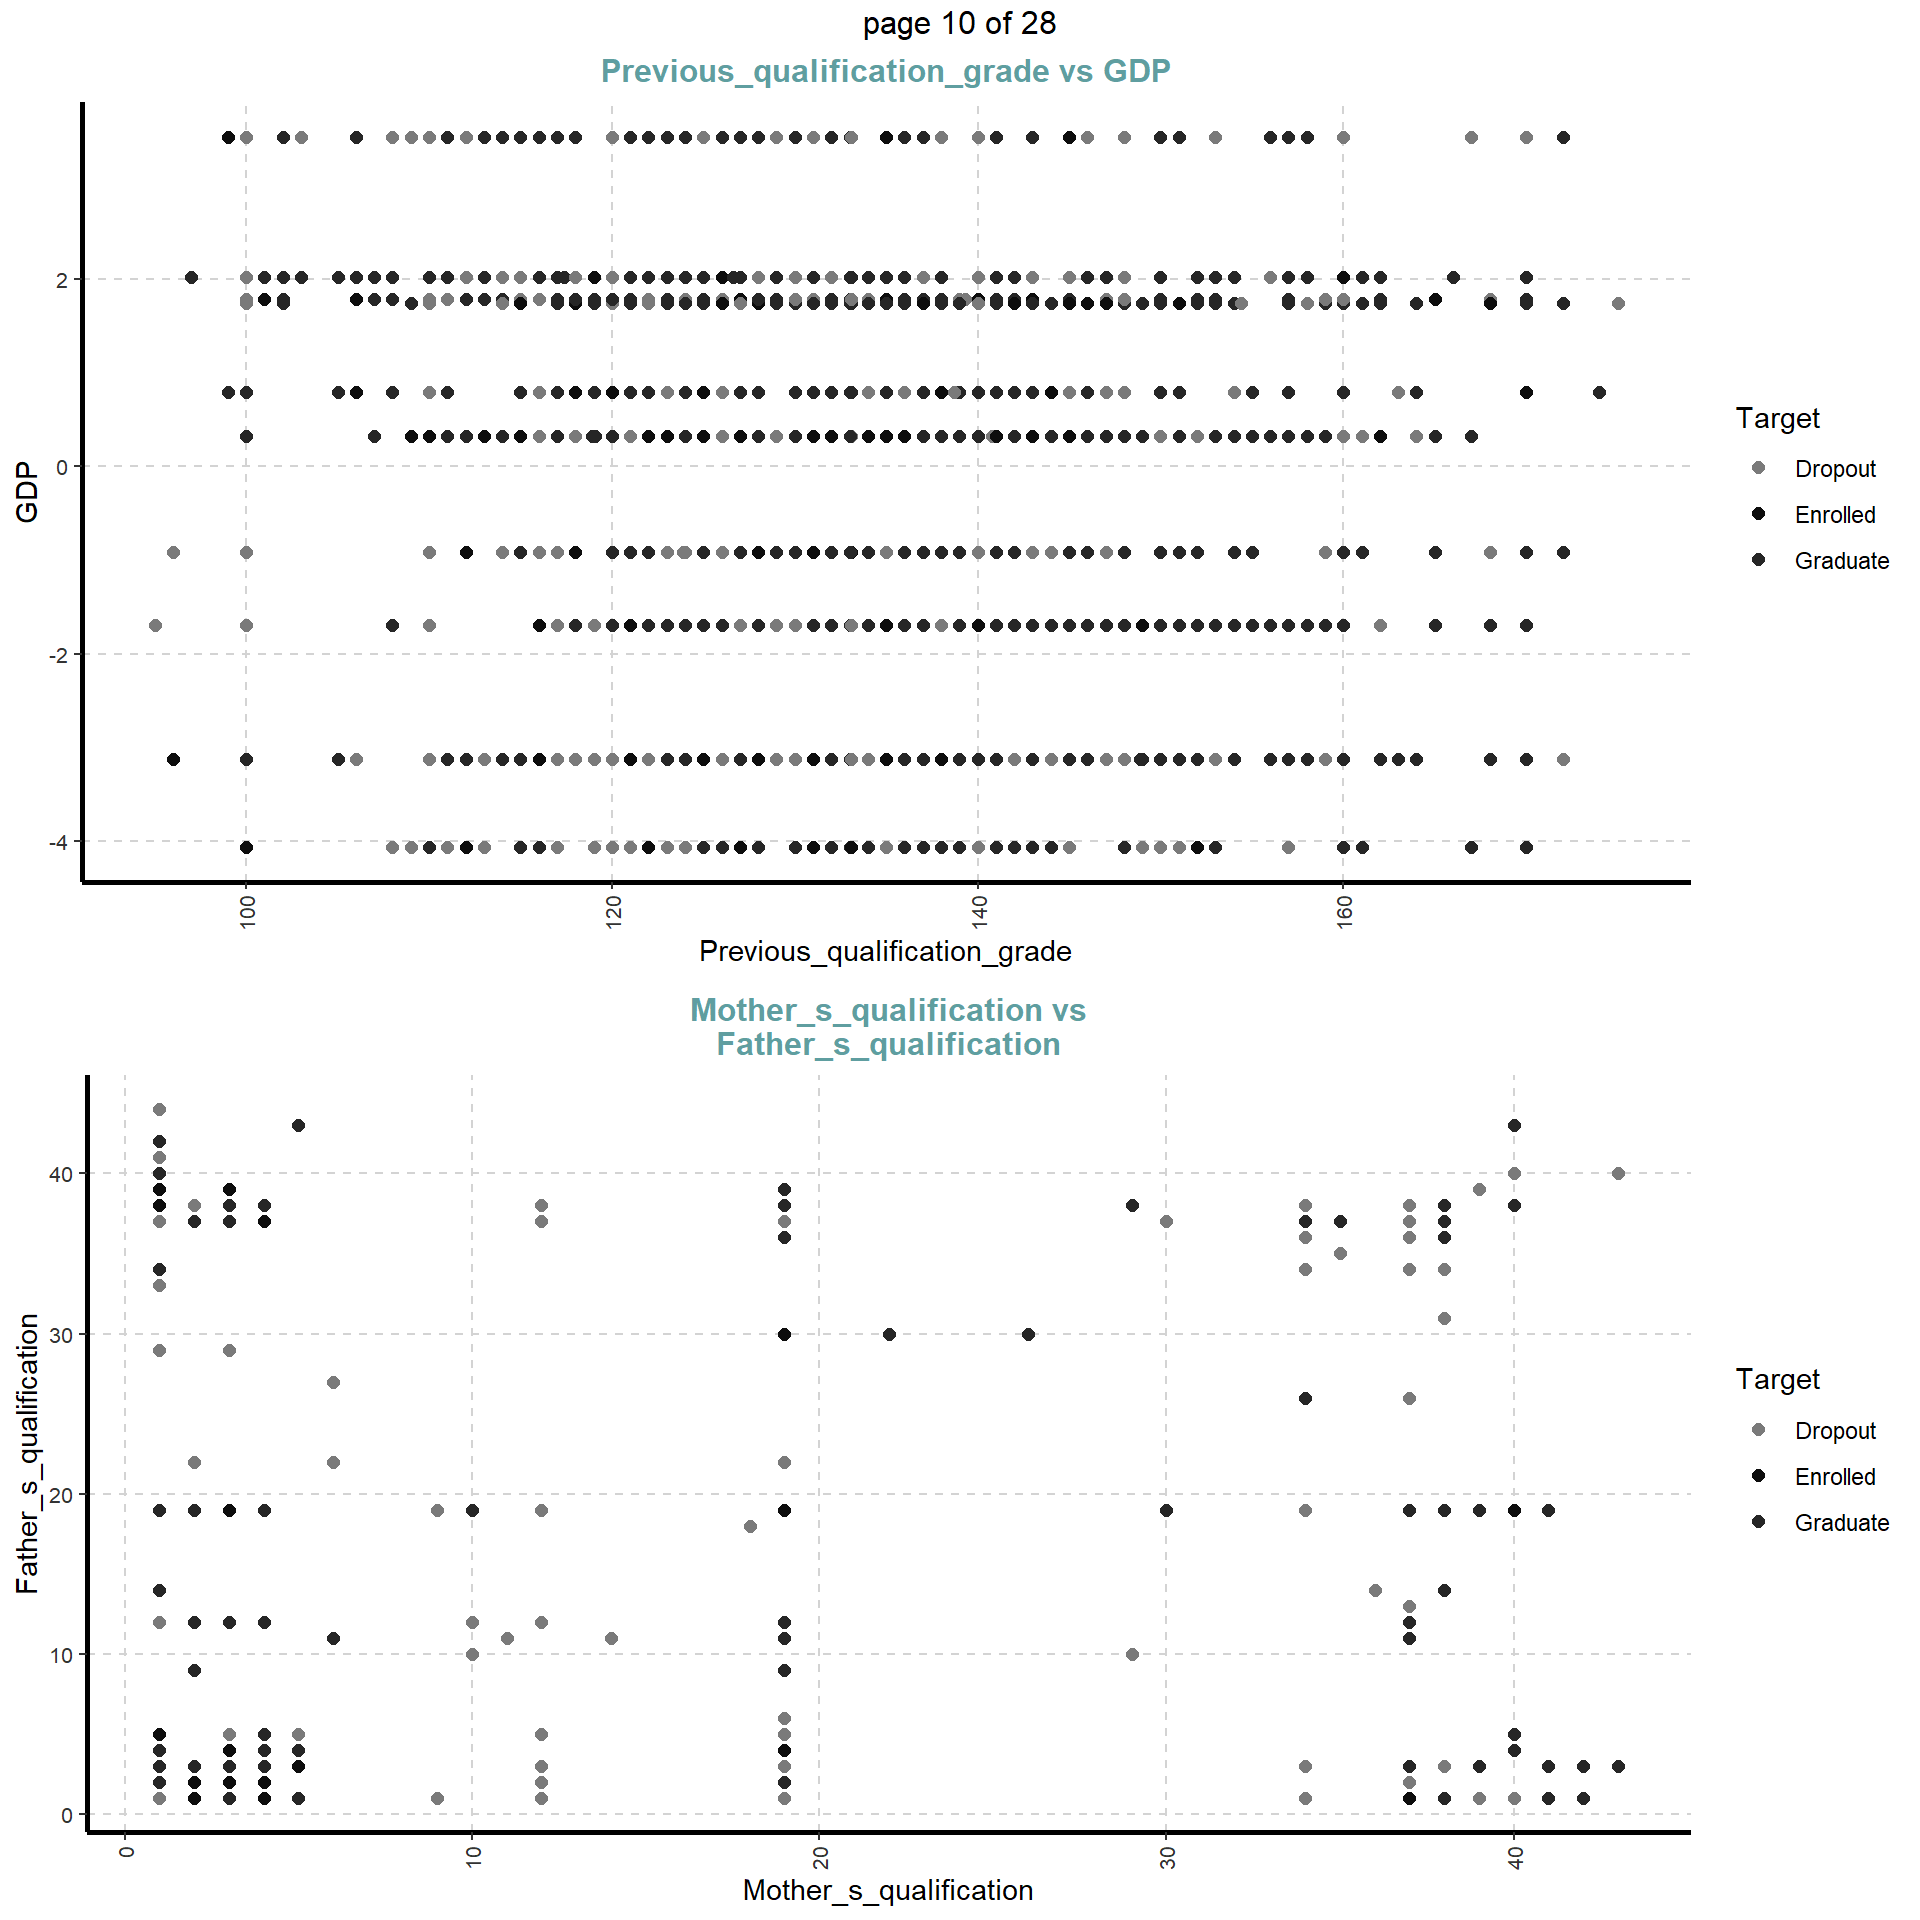 page 10 of 28
Previous_qualification_grade vs GDP
2
0
-2
-4
GDP
100
120
140
160
Previous_qualification_grade
Target
Dropout
Enrolled
Graduate
Mother_s_qualification vs
Father_s_qualification
40
30
20
10
0
Father_s_qualification
0
10
20
30
40
Mother_s_qualification
Target
Dropout
Enrolled
Graduate